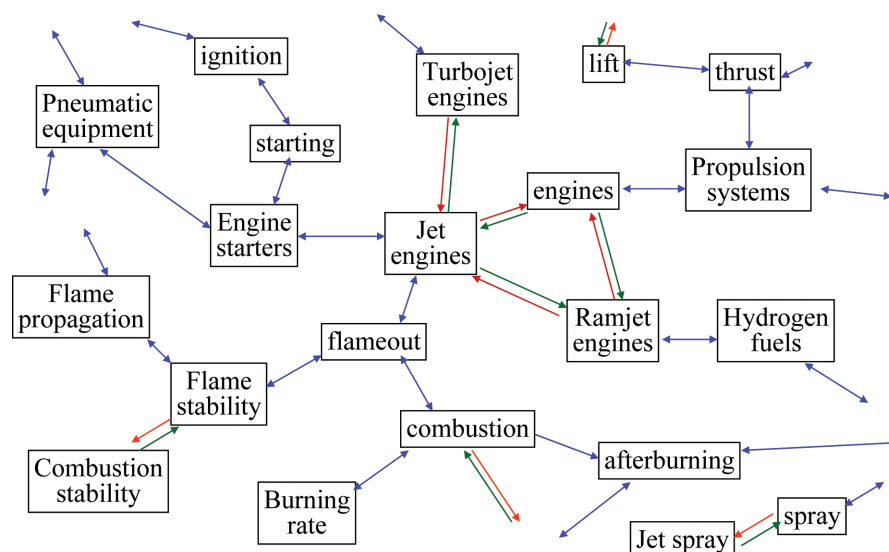 ignition
Turbojet
engines
lift
thrust
Pneumatic
equipment
starting
engines
Propulsion
systems
Engine
starters
Jet
engines
Flame
propagation
flameout
Ramjet
engines
Hydrogen
fuels
Flame
stability
combustion
afterburning
Combustion
stability
Burning
rate
spray
Jet spray